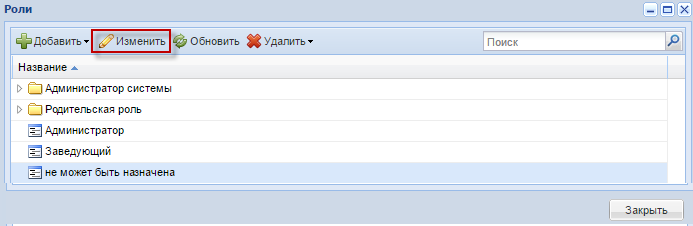 Роли
Добавить Изменить Обновить Удалить Поиск
Название
Администратор системы
Родительская роль
Администратор
Заведующий
не может быть назначена
Закрыть